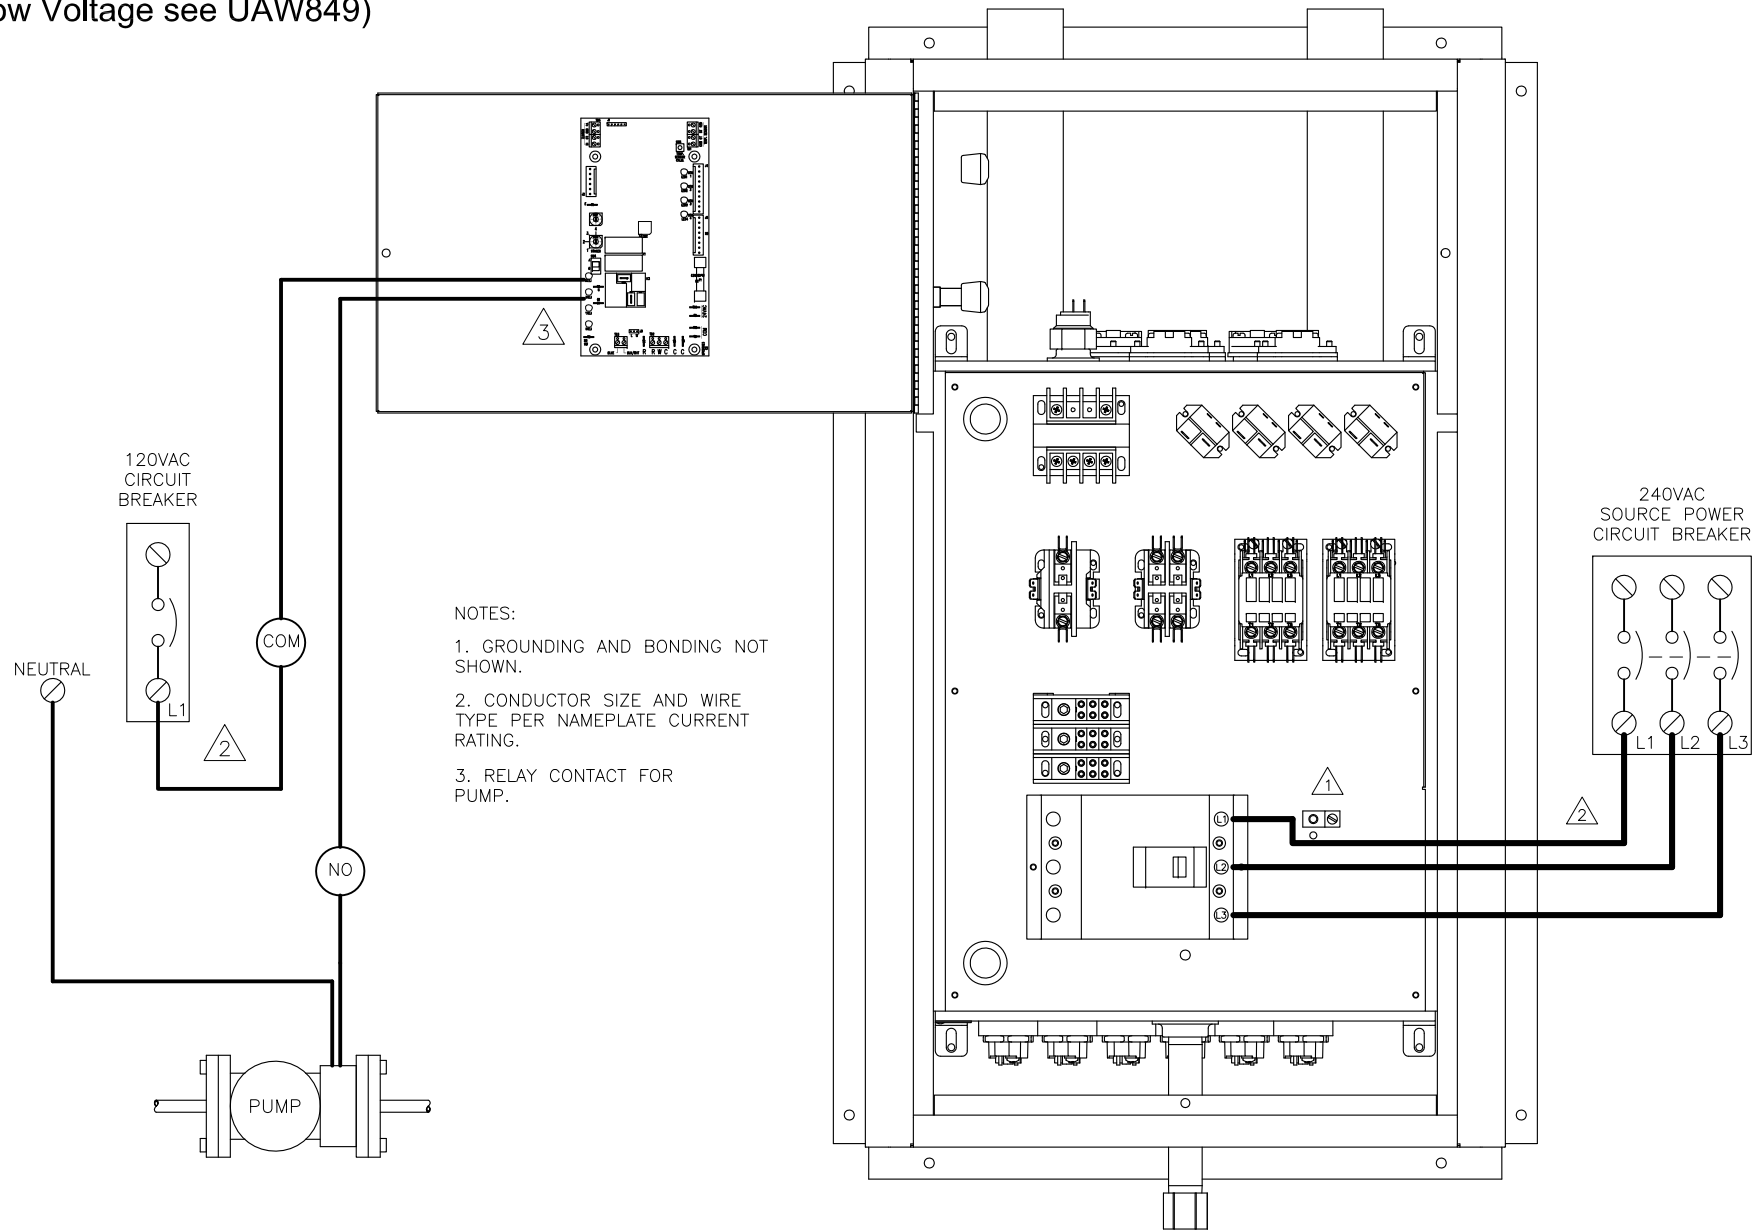 ow Voltage see UAW849)
3
R R W C C C
120VAC
CIRCUIT
BREAKER
240VAC
SOURCE POWER
CIRCUIT BREAKER
COM
NEUTRAL
L1
2
NOTES:
1. GROUNDING AND BONDING NOT
SHOWN.
2. CONDUCTOR SIZE AND WIRE
TYPE PER NAMEPLATE CURRENT
RATING.
3. RELAY CONTACT FOR
PUMP.
L1 L2 L3
1
2
L1
L2
L3
NO
PUMP